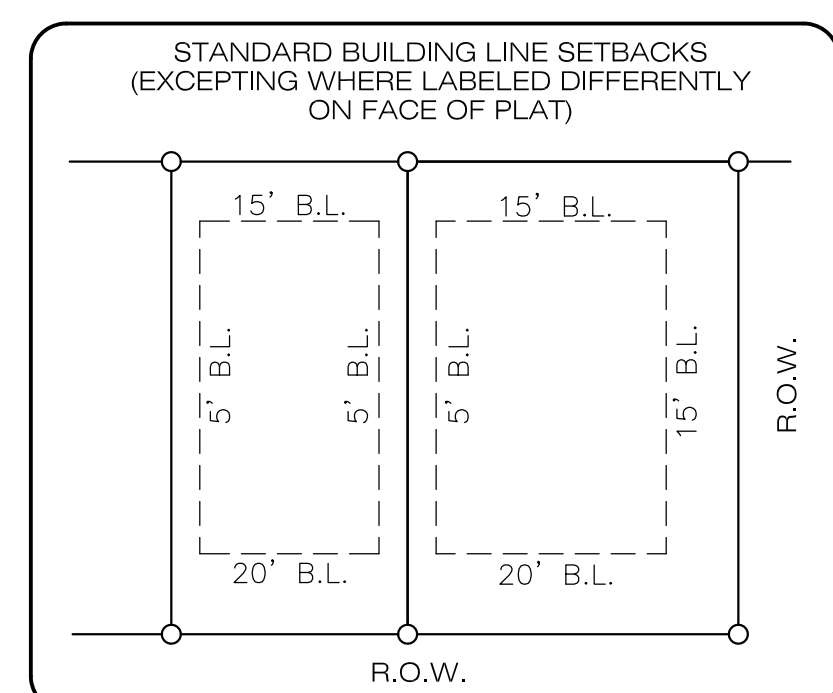 STANDARD BUILDING LINE SETBACKS
(EXCEPTING WHERE LABELED DIFFERENTLY
ON FACE OF PLAT)
15' B.L.
15' B.L.
5' B.L.
5' B.L.
5' B.L.
15' B.L.
R.O.W.
20' B.L.
20' B.L.
R.O.W.